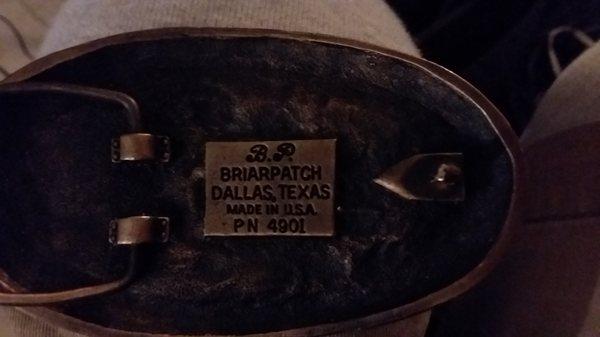 B.P.
BRIARPATCH
DALLAS, TEXAS
MADE IN U.S.A.
PN 4901